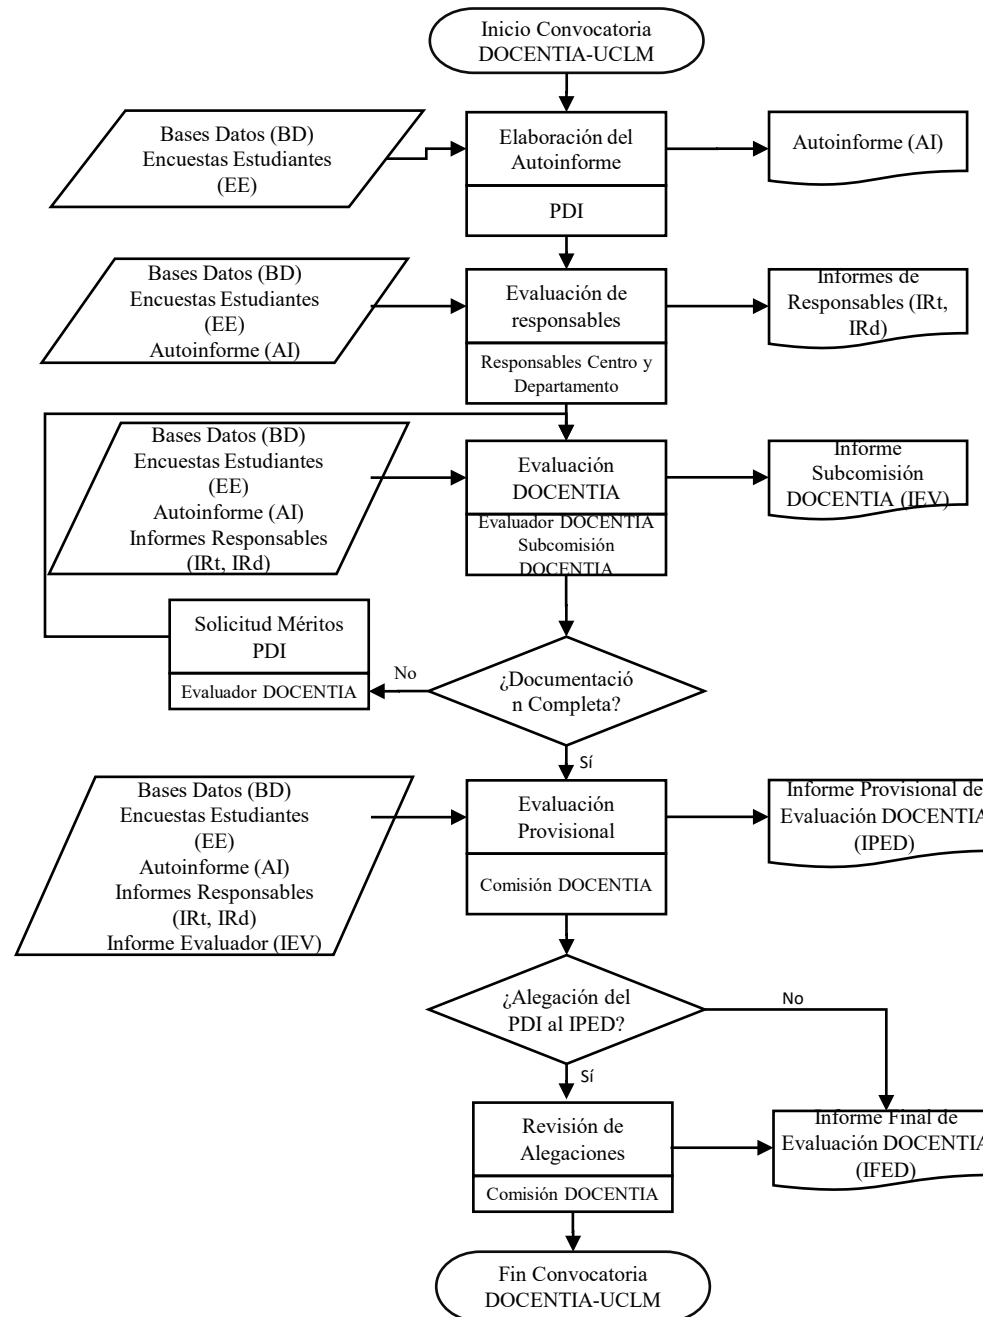 Inicio Convocatoria
DOCENTIA-UCLM
Bases Datos (BD)
Encuestas Estudiantes
(EE)
Elaboración del
Autoinforme
PDI
Autoinforme (AI)
Bases Datos (BD)
Encuestas Estudiantes
(EE)
Autoinforme (AI)
Evaluación de
responsables
Responsables Centro y
Departamento
Informes de
Responsables (IRt,
IRd)
Bases Datos (BD)
Encuestas Estudiantes
(EE)
Autoinforme (AI)
Informes Responsables
(IRt, IRd)
Evaluación
DOCENTIA
Evaluador DOCENTIA
Subcomisión
DOCENTIA
Informe
Subcomisión
DOCENTIA (IEV)
Solicitud Méritos
PDI
Evaluador DOCENTIA
No
¿Documentació
n Completa?
Sí
Bases Datos (BD)
Encuestas Estudiantes
(EE)
Autoinforme (AI)
Informes Responsables
(IRt, IRd)
Informe Evaluador (IEV)
Evaluación
Provisional
Comisión DOCENTIA
Informe Provisional de
Evaluación DOCENTIA
(IPED)
¿Alegación del
PDI al IPED?
No
Sí
Revisión de
Alegaciones
Comisión DOCENTIA
Informe Final de
Evaluación DOCENTIA
(IFED)
Fin Convocatoria
DOCENTIA-UCLM